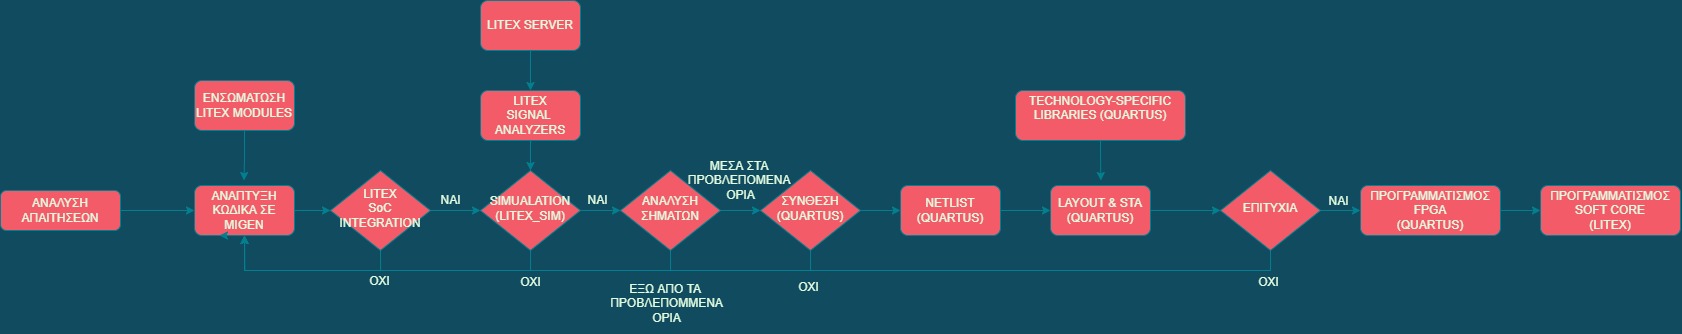 LITEX SERVER
ΕΝΣΩΜΑΤΩΣΗ
LITEX MODULES
LITEX
SIGNAL
ANALYZERS
TECHNOLOGY-SPECIFIC
LIBRARIES (QUARTUS)
ΑΝΑΛΥΣΗ
ΑΠΑΙΤΗΣΕΩΝ
ΑΝΑΠΤΥΞΗ
ΚΩΔΙΚΑ ΣΕ
MIGEN
LITEX
SoC
INTEGRATION
ΝΑΙ
SIMUALATION
(LITEX_SIM)
ΝΑΙ
ΑΝΑΛΥΣΗ
ΣΗΜΑΤΩΝ
ΜΕΣΑ ΣΤΑ
ΠΡΟΒΛΕΠΟΜΕΝΑ
ΟΡΙΑ
ΣΥΝΘΕΣΗ
(QUARTUS)
NETLIST
(QUARTUS)
LAYOUT & STA
(QUARTUS)
ΕΠΙΤΥΧΙΑ
ΝΑΙ
ΠΡΟΓΡΑΜΜΑΤΙΣΜΟΣ
FPGA
(QUARTUS)
ΠΡΟΓΡΑΜΜΑΤΙΣΜΟΣ
SOFT CORE
(LITEX)
ΟΧΙ
ΟΧΙ
ΕΞΩ ΑΠΟ ΤΑ
ΠΡΟΒΛΕΠΟΜΜΕΝΑ
ΟΡΙΑ
ΟΧΙ
ΟΧΙ